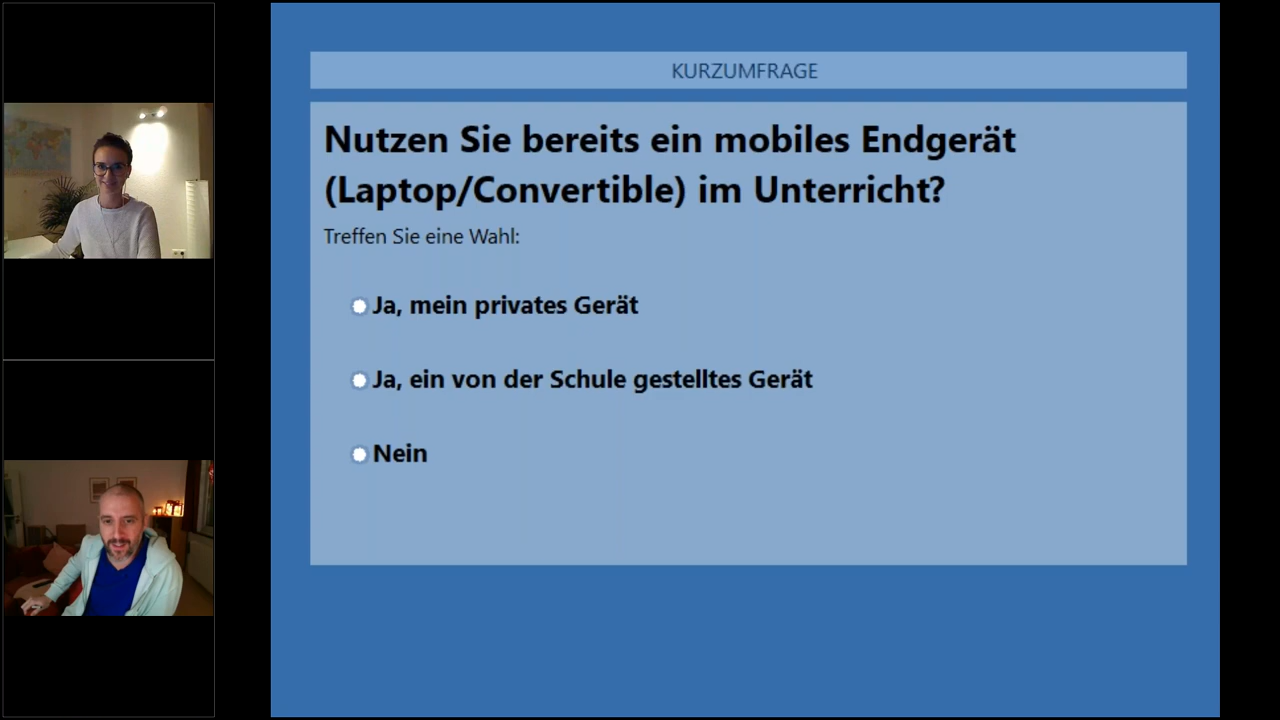 KURZUMFRAGE
Nutzen Sie bereits ein mobiles Endgerät
(Laptop/Convertible) im Unterricht?
Treffen Sie eine Wahl:
Ja, mein privates Gerät
Ja, ein von der Schule gestelltes Gerät
Nein